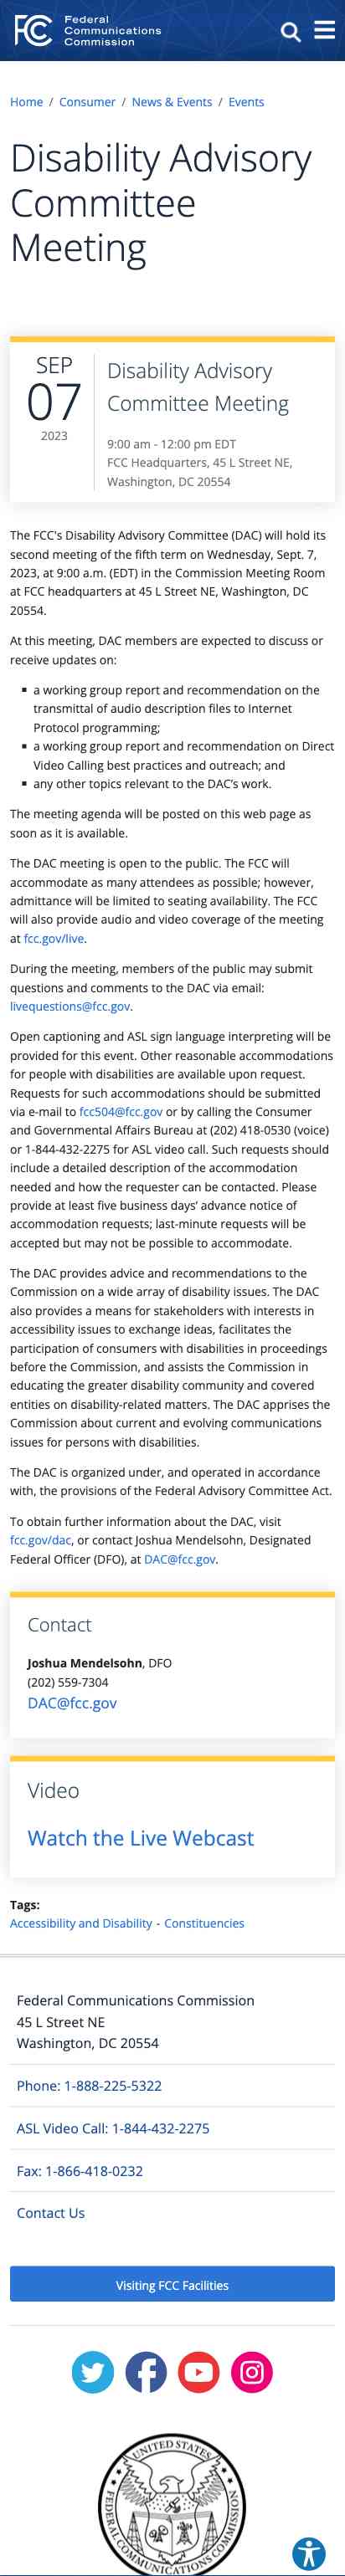 FCC
Federal
Communications
Commission
Home / Consumer / News & Events / Events
Disability Advisory
Committee
Meeting
SEP
07
2023
Disability Advisory
Committee Meeting
9:00 am - 12:00 pm EDT
FCC Headquarters, 45 L Street NE,
Washington, DC 20554
The FCC's Disability Advisory Committee (DAC) will hold its
second meeting of the fifth term on Wednesday, Sept. 7,
2023, at 9:00 a.m. (EDT) in the Commission Meeting Room
at FCC headquarters at 45 L Street NE, Washington, DC
20554.
At this meeting, DAC members are expected to discuss or
receive updates on:
▪ a working group report and recommendation on the
transmittal of audio description files to Internet
Protocol programming;
▪ a working group report and recommendation on Direct
Video Calling best practices and outreach; and
▪ any other topics relevant to the DAC’s work.
The meeting agenda will be posted on this web page as
soon as it is available.
The DAC meeting is open to the public. The FCC will
accommodate as many attendees as possible; however,
admittance will be limited to seating availability. The FCC
will also provide audio and video coverage of the meeting
at fcc.gov/live.
During the meeting, members of the public may submit
questions and comments to the DAC via email:
livequestions@fcc.gov.
Open captioning and ASL sign language interpreting will be
provided for this event. Other reasonable accommodations
for people with disabilities are available upon request.
Requests for such accommodations should be submitted
via e-mail to fcc504@fcc.gov or by calling the Consumer
and Governmental Affairs Bureau at (202) 418-0530 (voice)
or 1-844-432-2275 for ASL video call. Such requests should
include a detailed description of the accommodation
needed and how the requester can be contacted. Please
provide at least five business days’ advance notice of
accommodation requests; last-minute requests will be
accepted but may not be possible to accommodate.
The DAC provides advice and recommendations to the
Commission on a wide array of disability issues. The DAC
also provides a means for stakeholders with interests in
accessibility issues to exchange ideas, facilitates the
participation of consumers with disabilities in proceedings
before the Commission, and assists the Commission in
educating the greater disability community and covered
entities on disability-related matters. The DAC apprises the
Commission about current and evolving communications
issues for persons with disabilities.
The DAC is organized under, and operated in accordance
with, the provisions of the Federal Advisory Committee Act.
To obtain further information about the DAC, visit
fcc.gov/dac, or contact Joshua Mendelsohn, Designated
Federal Officer (DFO), at DAC@fcc.gov.
Contact
Joshua Mendelsohn, DFO
(202) 559-7304
DAC@fcc.gov
Video
Watch the Live Webcast
Tags:
Accessibility and Disability - Constituencies
Federal Communications Commission
45 L Street NE
Washington, DC 20554
Phone: 1-888-225-5322
ASL Video Call: 1-844-432-2275
Fax: 1-866-418-0232
Contact Us
Visiting FCC Facilities
UNITED STATES
FEDERAL COMMUNICATIONS COMMISSION